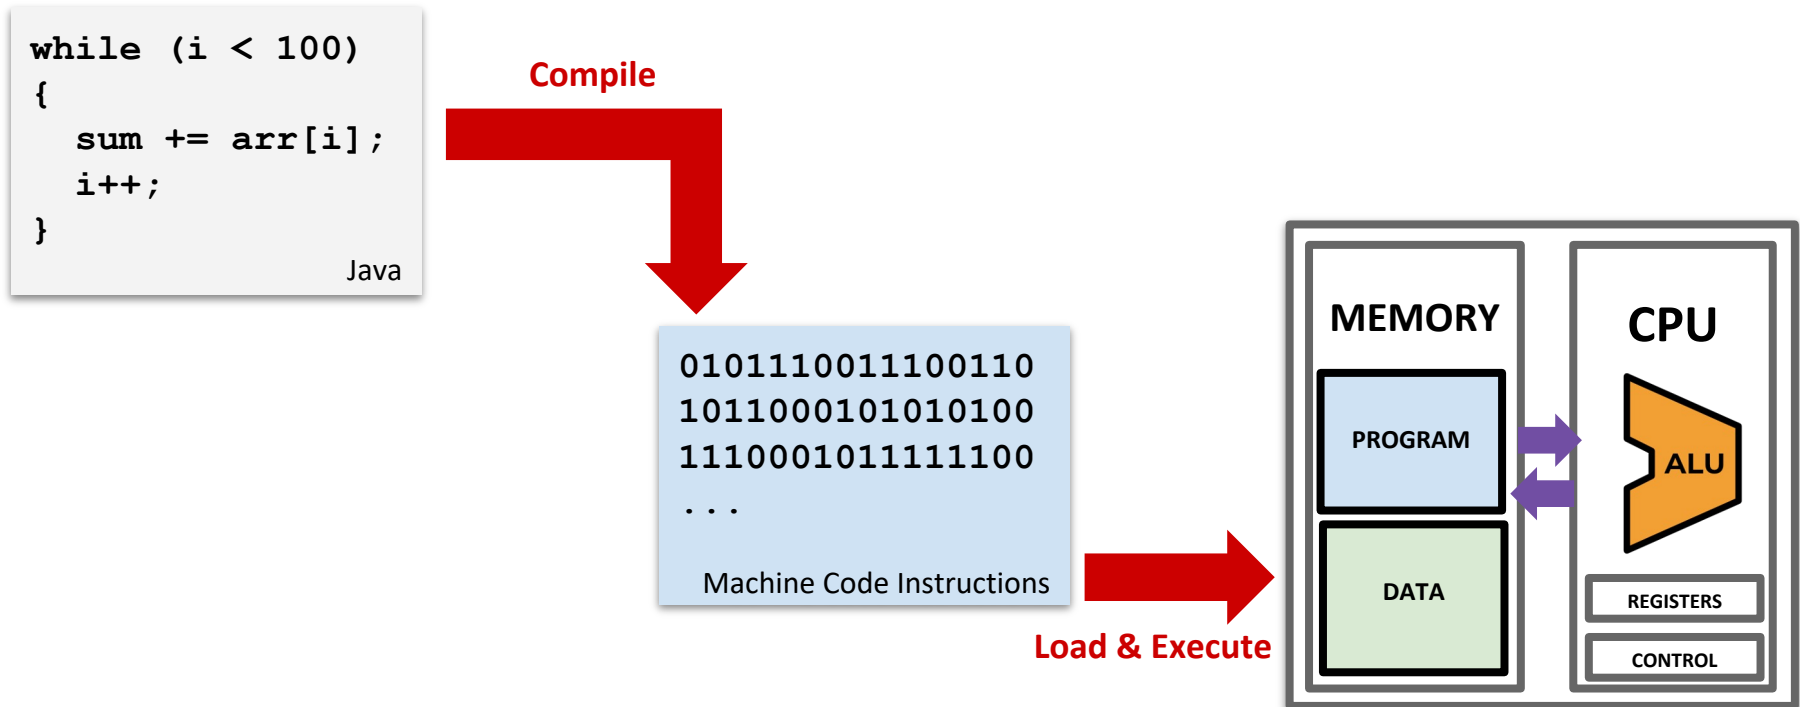 while (i < 100)
{
sum += arr[i];
i++;
}
Java
Compile
0101110011100110
1011000101010100
1110001011111100
...
Machine Code Instructions
Load & Execute
MEMORY
PROGRAM
DATA
CPU
ALU
REGISTERS
CONTROL